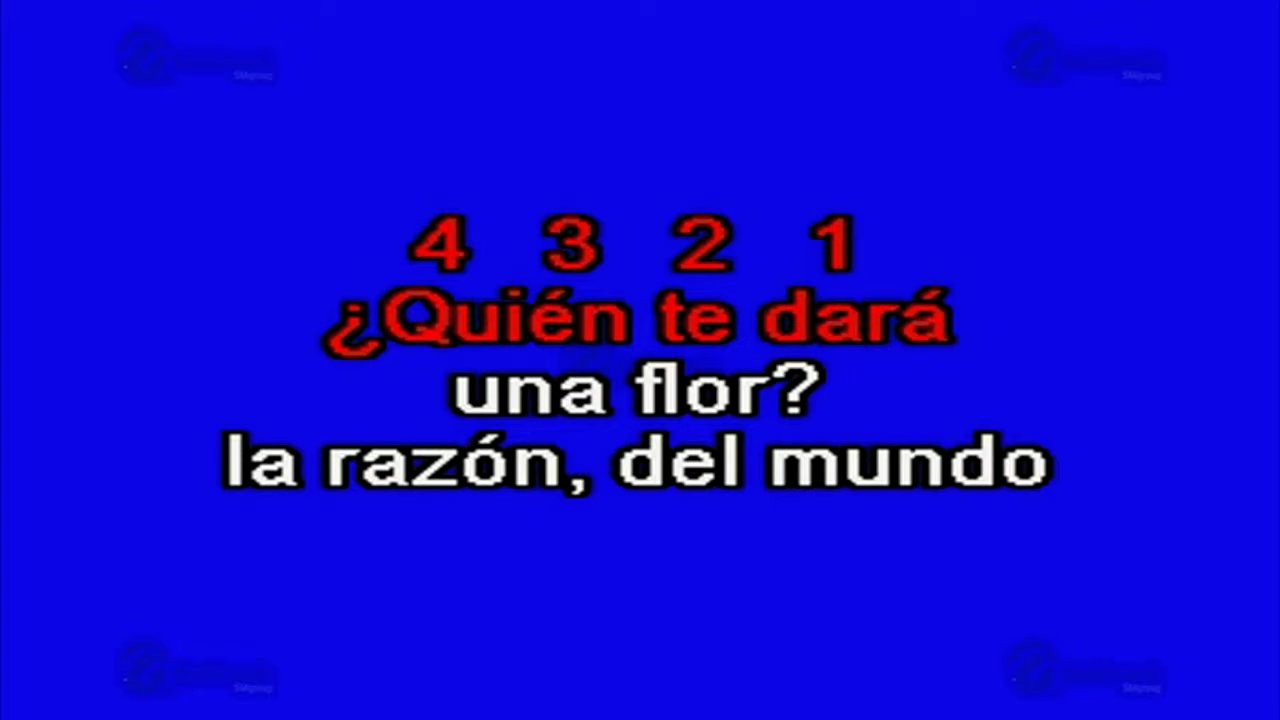 4 3 2 1
¿Quién te dará
una flor?
la razón, del mundo